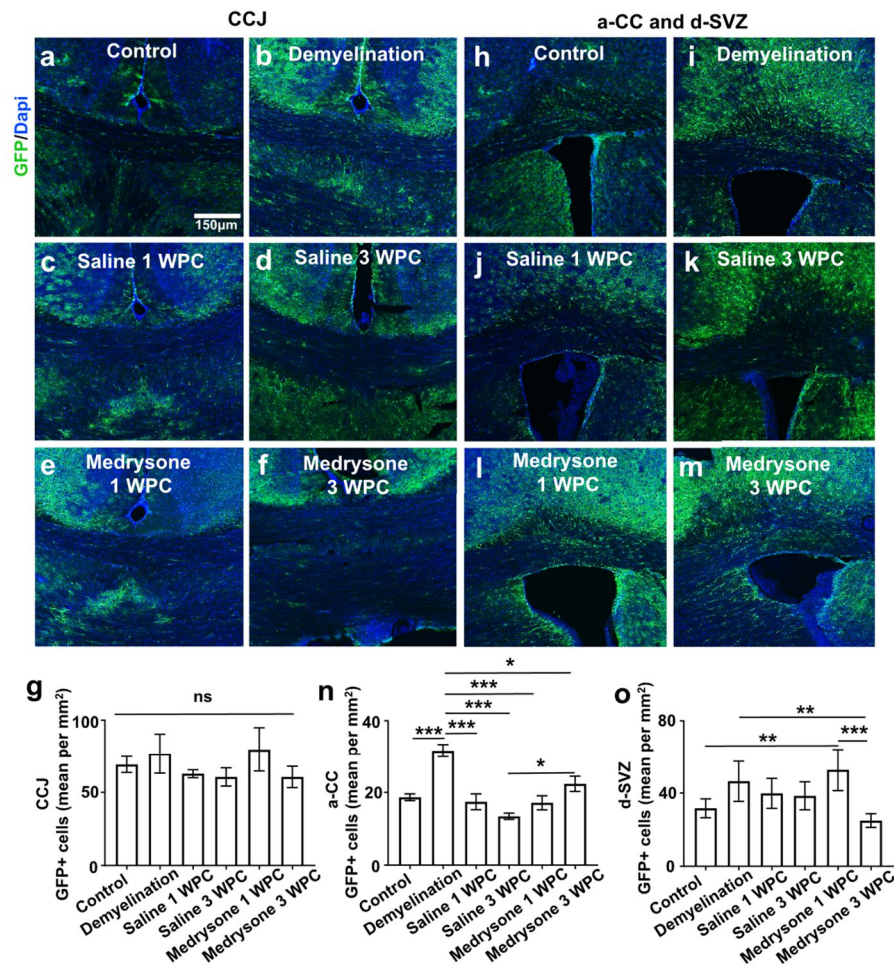 CCJ
a-CC and d-SVZ
GFP/Dapi
a
Control
b
Demyelination
h
Control
i
Demyelination
150µm
c
Saline 1 WPC
d
Saline 3 WPC
j
Saline 1 WPC
k
Saline 3 WPC
e
Medrysone
1 WPC
f
Medrysone
3 WPC
l
Medrysone
1 WPC
m
Medrysone
3 WPC
g
ns
CCJ
GFP+ cells (mean per mm²)
100
50
0
Control
Demyelination
Saline 1 WPC
Saline 3 WPC
Medrysone 1 WPC
Medrysone 3 WPC
n
*
***
***
***
***
*
a-CC
GFP+ cells (mean per mm²)
40
20
0
Control
Demyelination
Saline 1 WPC
Saline 3 WPC
Medrysone 1 WPC
Medrysone 3 WPC
o
**
**
***
d-SVZ
GFP+ cells (mean per mm²)
80
40
0
Control
Demyelination
Saline 1 WPC
Saline 3 WPC
Medrysone 1 WPC
Medrysone 3 WPC